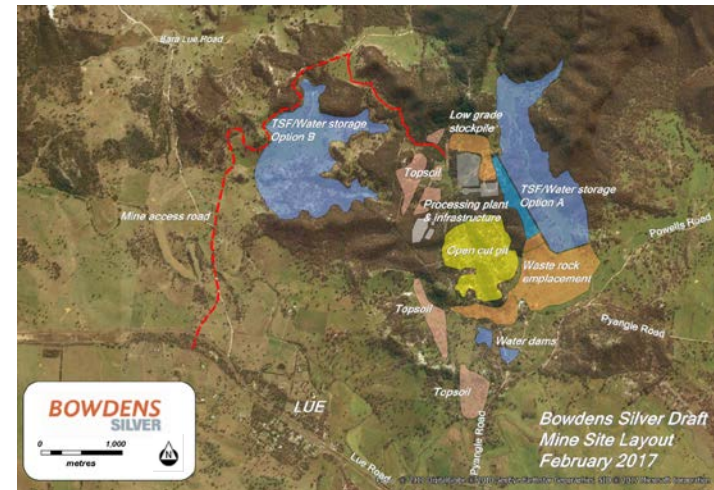 Bara Lue Road
TSF/Water storage
Option B
Low grade
stockpile
Topsoil
TSF/Water storage
Option A
Mine access road
Processing plant
& infrastructure
Powells Road
Open cut pit
Waste rock
emplacement
Topsoil
Pyangle Road
Water dams
Topsoil
BOWDENS
SILVER
0 1,000
metres
N
LUE
Lue Road
Pyangle Road
Bowdens Silver Draft
Mine Site Layout
February 2017